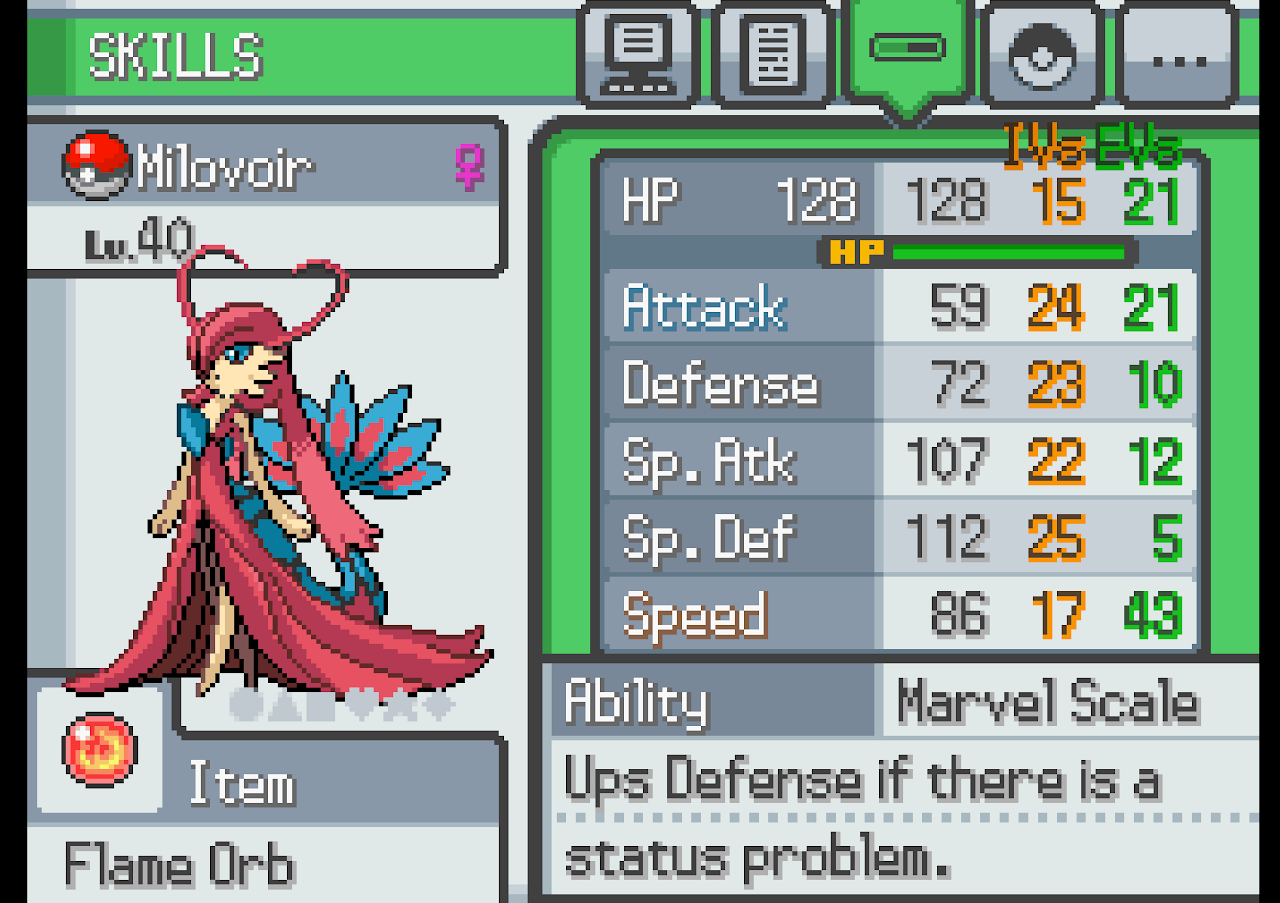 SKILLS
...
Milovoir ♀
Lv.40
IVs EVs
HP 128 128 15 21
HP
Attack 59 24 21
Defense 72 23 10
Sp. Atk 107 22 12
Sp. Def 112 25 5
Speed 86 17 43
Ability Marvel Scale
Ups Defense if there is a
status problem.
Item
Flame Orb